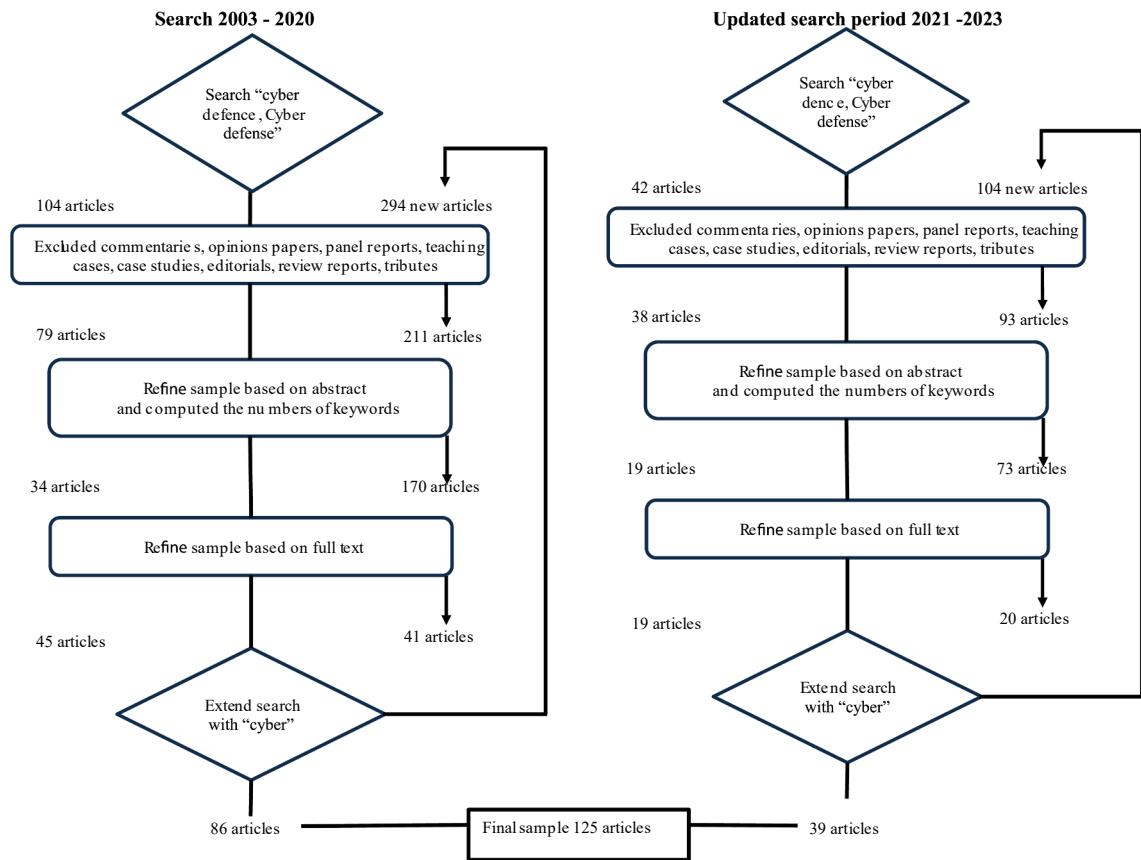 Search 2003 - 2020
Search “cyber
defence, Cyber
defense”
104 articles
294 new articles
Excluded commentaries, opinions papers, panel reports, teaching
cases, case studies, editorials, review reports, tributes
79 articles
211 articles
Refine sample based on abstract
and computed the numbers of keywords
34 articles
170 articles
Refine sample based on full text
45 articles
41 articles
Extend search
with “cyber”
86 articles
Updated search period 2021 -2023
Search “cyber
dence, Cyber
defense”
42 articles
104 new articles
Excluded commentaries, opinions papers, panel reports, teaching
cases, case studies, editorials, review reports, tributes
38 articles
93 articles
Refine sample based on abstract
and computed the numbers of keywords
19 articles
73 articles
Refine sample based on full text
19 articles
20 articles
Extend search
with “cyber”
39 articles
Final sample 125 articles